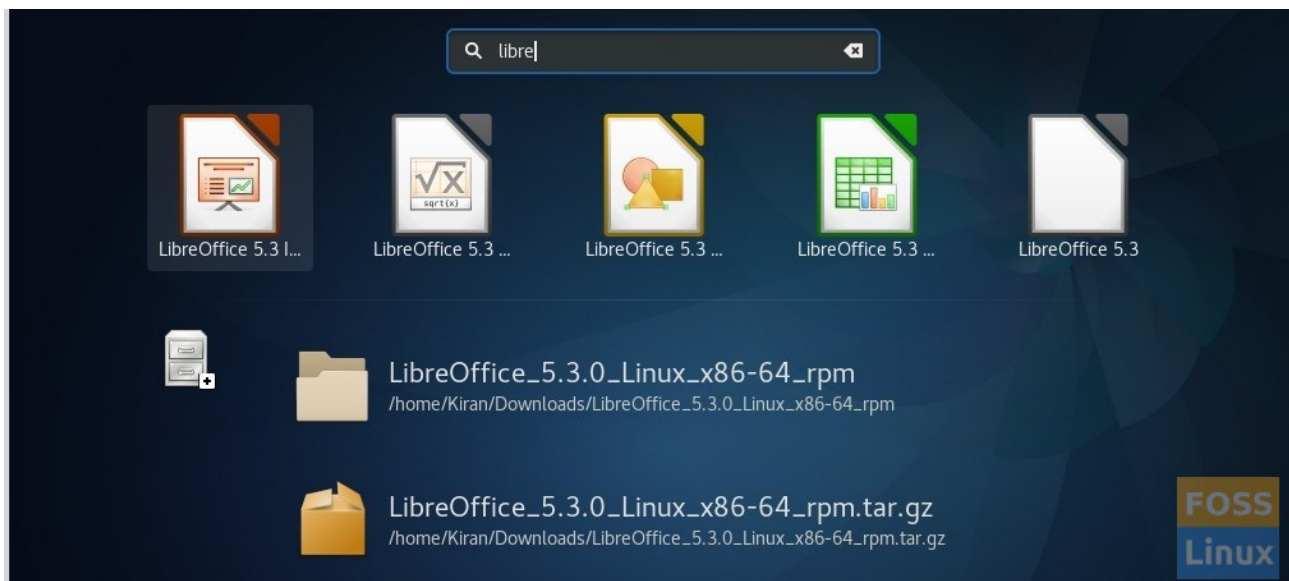 libre
√x
sqrt(x)
LibreOffice 5.3 I...
LibreOffice 5.3 ...
LibreOffice 5.3 ...
LibreOffice 5.3 ...
LibreOffice 5.3
LibreOffice_5.3.0_Linux_x86-64_rpm
/home/Kiran/Downloads/LibreOffice_5.3.0_Linux_x86-64_rpm
LibreOffice_5.3.0_Linux_x86-64_rpm.tar.gz
/home/Kiran/Downloads/LibreOffice_5.3.0_Linux_x86-64_rpm.tar.gz
FOSS
Linux